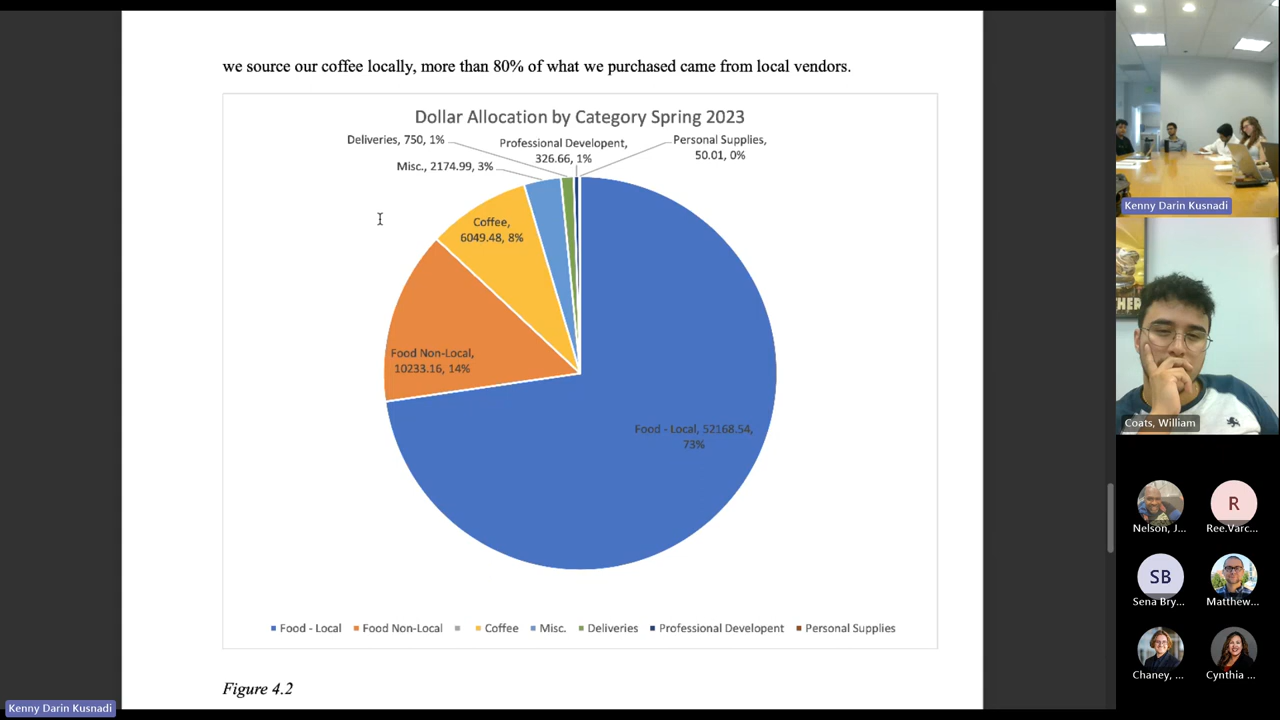 we source our coffee locally, more than 80% of what we purchased came from local vendors.
Dollar Allocation by Category Spring 2023
Deliveries, 750, 1%
Professional Developent,
326.66, 1%
Personal Supplies,
50.01, 0%
Misc., 2174.99, 3%
Coffee,
6049.48, 8%
Food Non-Local,
10233.16, 14%
Food - Local, 52168.54,
73%
Food - Local Food Non-Local Coffee Misc. Deliveries Professional Developent Personal Supplies
Figure 4.2
Kenny Darin Kusnadi
Kenny Darin Kusnadi
HER
Coats, William
Nelson, J...
R
Ree.Varc...
SB
Sena Bry...
Matthew...
Chaney, ...
Cynthia ...